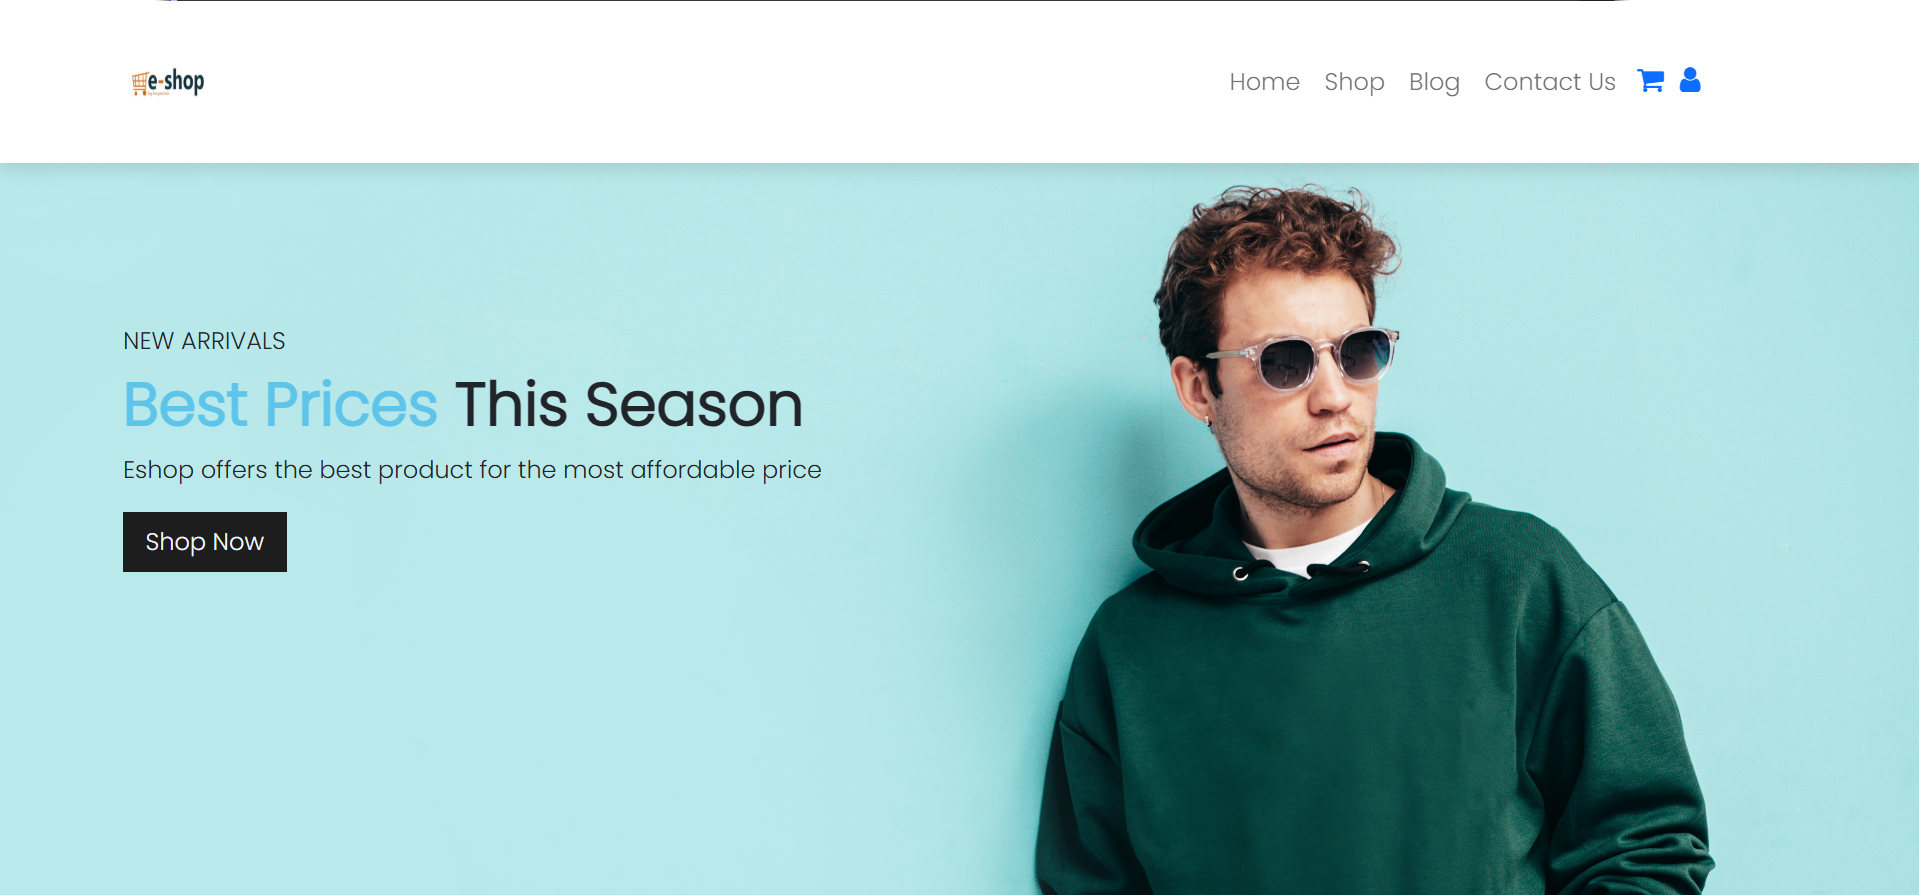 e-shop
Home Shop Blog Contact Us
NEW ARRIVALS
Best Prices This Season
Eshop offers the best product for the most affordable price
Shop Now